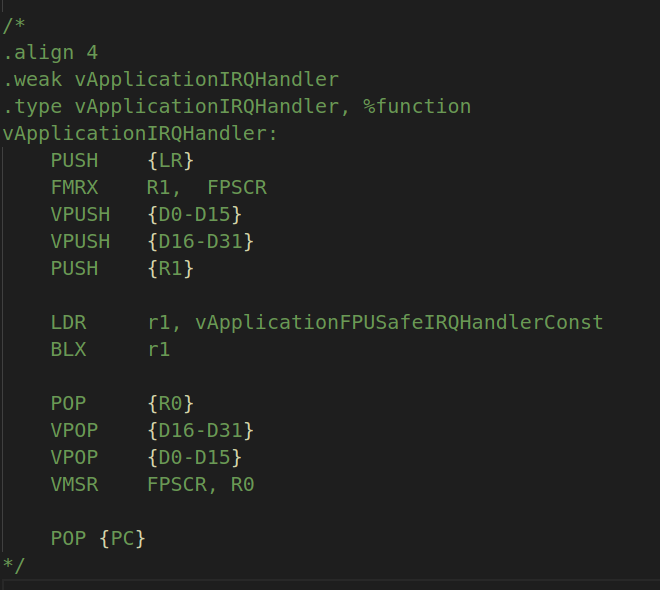 /*
.align 4
.weak vApplicationIRQHandler
.type vApplicationIRQHandler, %function
vApplicationIRQHandler:
    PUSH    {LR}
    FMRX    R1,  FPSCR
    VPUSH   {D0-D15}
    VPUSH   {D16-D31}
    PUSH    {R1}

    LDR     r1, vApplicationFPUSafeIRQHandlerConst
    BLX     r1

    POP     {R0}
    VPOP    {D16-D31}
    VPOP    {D0-D15}
    VMSR    FPSCR, R0

    POP {PC}
*/